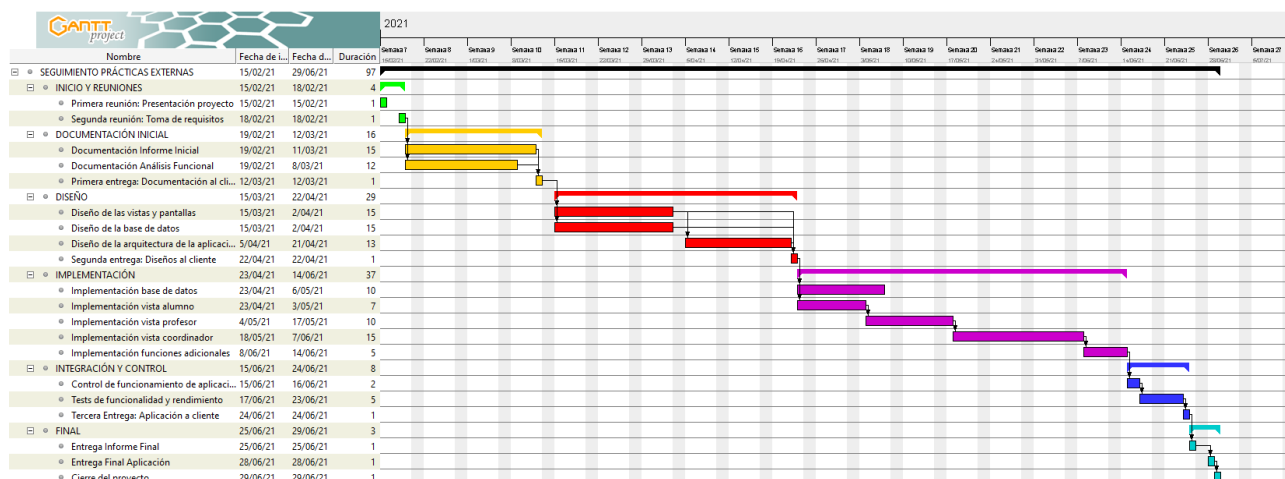 GANTT
project
2021
Semana 7 Semana 8 Semana 9 Semana 10 Semana 11 Semana 12 Semana 13 Semana 14 Semana 15 Semana 16 Semana 17 Semana 18 Semana 19 Semana 20 Semana 21 Semana 22 Semana 23 Semana 24 Semana 25 Semana 26 Semana 27
Nombre Fecha de i... Fecha d... Duración
SEGUIMIENTO PRÁCTICAS EXTERNAS 15/02/21 29/06/21 97
INICIO Y REUNIONES 15/02/21 18/02/21 4
Primera reunión: Presentación proyecto 15/02/21 15/02/21 1
Segunda reunión: Toma de requisitos 18/02/21 18/02/21 1
DOCUMENTACIÓN INICIAL 19/02/21 12/03/21 16
Documentación Informe Inicial 19/02/21 11/03/21 15
Documentación Análisis Funcional 19/02/21 8/03/21 12
Primera entrega: Documentación al cli... 12/03/21 12/03/21 1
DISEÑO 15/03/21 22/04/21 29
Diseño de las vistas y pantallas 15/03/21 2/04/21 15
Diseño de la base de datos 15/03/21 2/04/21 15
Diseño de la arquitectura de la aplicaci... 5/04/21 21/04/21 13
Segunda entrega: Diseños al cliente 22/04/21 22/04/21 1
IMPLEMENTACIÓN 23/04/21 14/06/21 37
Implementación base de datos 23/04/21 6/05/21 10
Implementación vista alumno 23/04/21 3/05/21 7
Implementación vista profesor 4/05/21 17/05/21 10
Implementación vista coordinador 18/05/21 7/06/21 15
Implementación funciones adicionales 8/06/21 14/06/21 5
INTEGRACIÓN Y CONTROL 15/06/21 24/06/21 8
Control de funcionamiento de aplicaci... 15/06/21 16/06/21 2
Tests de funcionalidad y rendimiento 17/06/21 23/06/21 5
Tercera Entrega: Aplicación a cliente 24/06/21 24/06/21 1
FINAL 25/06/21 29/06/21 3
Entrega Informe Final 25/06/21 25/06/21 1
Entrega Final Aplicación 28/06/21 28/06/21 1
Cierre del proyecto 29/06/21 29/06/21 1